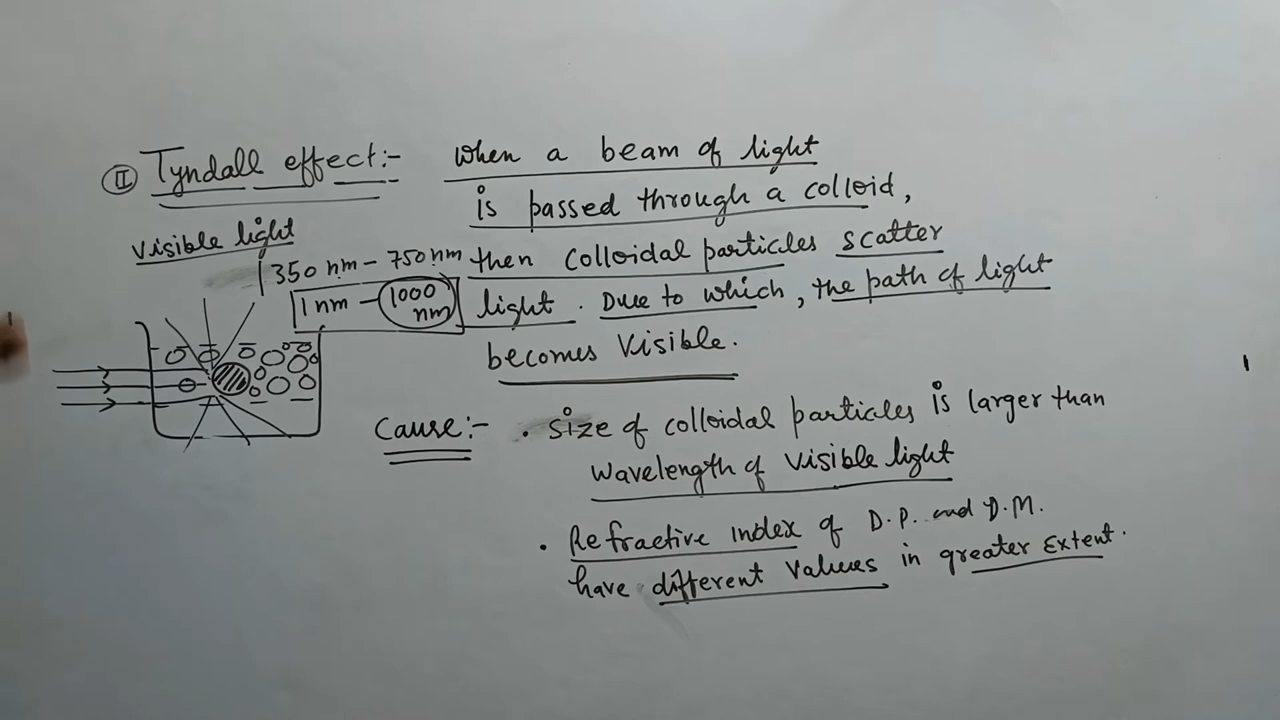 II Tyndall effect:- When a beam of light
is passed through a colloid,
visible light
350 nm - 750 nm then colloidal particles scatter
1 nm - 1000 nm light. Due to which, the path of light
becomes visible.
Cause:- . Size of colloidal particles is larger than
wavelength of visible light
. Refractive index of D.P. and D.M.
have different values in greater extent.